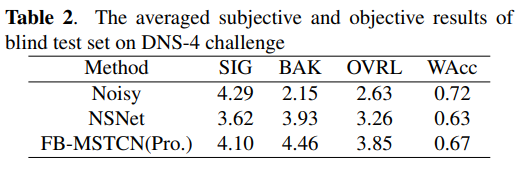 Table 2. The averaged subjective and objective results of
blind test set on DNS-4 challenge
Method SIG BAK OVRL WAcc
Noisy 4.29 2.15 2.63 0.72
NSNet 3.62 3.93 3.26 0.63
FB-MSTCN(Pro.) 4.10 4.46 3.85 0.67